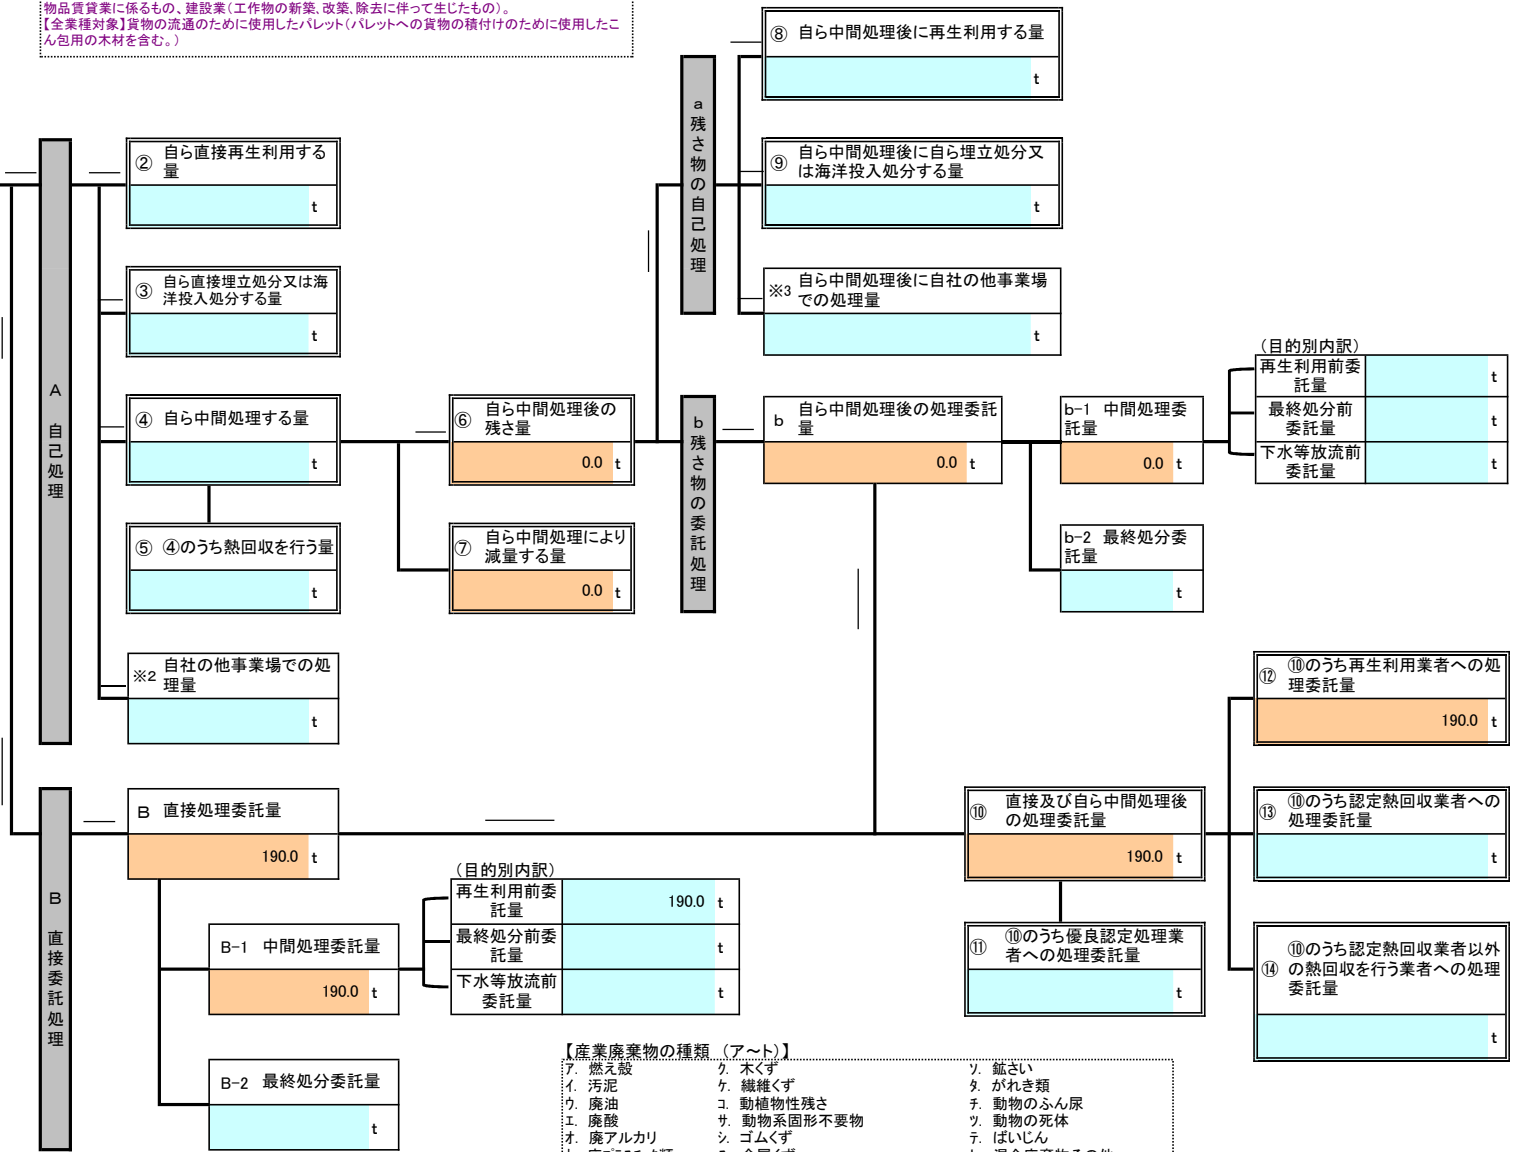 物品賃貸業に係るもの、建設業（工作物の新築、改築、除去に伴って生じたもの）。
【全業種対象】貨物の流通のために使用したパレット（パレットへの貨物の積付けのために使用したこ
ん包用の木材を含む。）
⑧ 自ら中間処理後に再生利用する量
t
a 残さ物の自己処理
② 自ら直接再生利用する
量
t
⑨ 自ら中間処理後に自ら埋立処分又
は海洋投入処分する量
t
③ 自ら直接埋立処分又は海
洋投入処分する量
t
※3 自ら中間処理後に自社の他事業場
での処理量
t
A 自己処理
④ 自ら中間処理する量
t
⑥ 自ら中間処理後の
残さ量
0.0 t
b 残さ物の委託処理
b 自ら中間処理後の処理委託
量
0.0 t
b-1 中間処理委
託量
0.0 t
（目的別内訳）
再生利用前委
託量
t
最終処分前
委託量
t
下水等放流前
委託量
t
⑤ ④のうち熱回収を行う量
t
⑦ 自ら中間処理により
減量する量
0.0 t
b-2 最終処分委
託量
t
※2 自社の他事業場での処
理量
t
⑫ ⑩のうち再生利用業者への処
理委託量
190.0 t
B 直接委託処理
B 直接処理委託量
190.0 t
⑩ 直接及び自ら中間処理後
の処理委託量
190.0 t
⑬ ⑩のうち認定熱回収業者への
処理委託量
t
（目的別内訳）
再生利用前委
託量
190.0 t
最終処分前委
託量
t
下水等放流前
委託量
t
B-1 中間処理委託量
190.0 t
⑪ ⑩のうち優良認定処理業
者への処理委託量
t
⑭ ⑩のうち認定熱回収業者以外
の熱回収を行う業者への処理
委託量
t
B-2 最終処分委託量
t
【産業廃棄物の種類 （ア～ト）】
ア. 燃え殻 ク. 木くず ソ. 鉱さい
イ. 汚泥 ケ. 繊維くず タ. がれき類
ウ. 廃油 コ. 動植物性残さ チ. 動物のふん尿
エ. 廃酸 サ. 動物系固形不要物 ツ. 動物の死体
オ. 廃アルカリ シ. ゴムくず テ. ばいじん